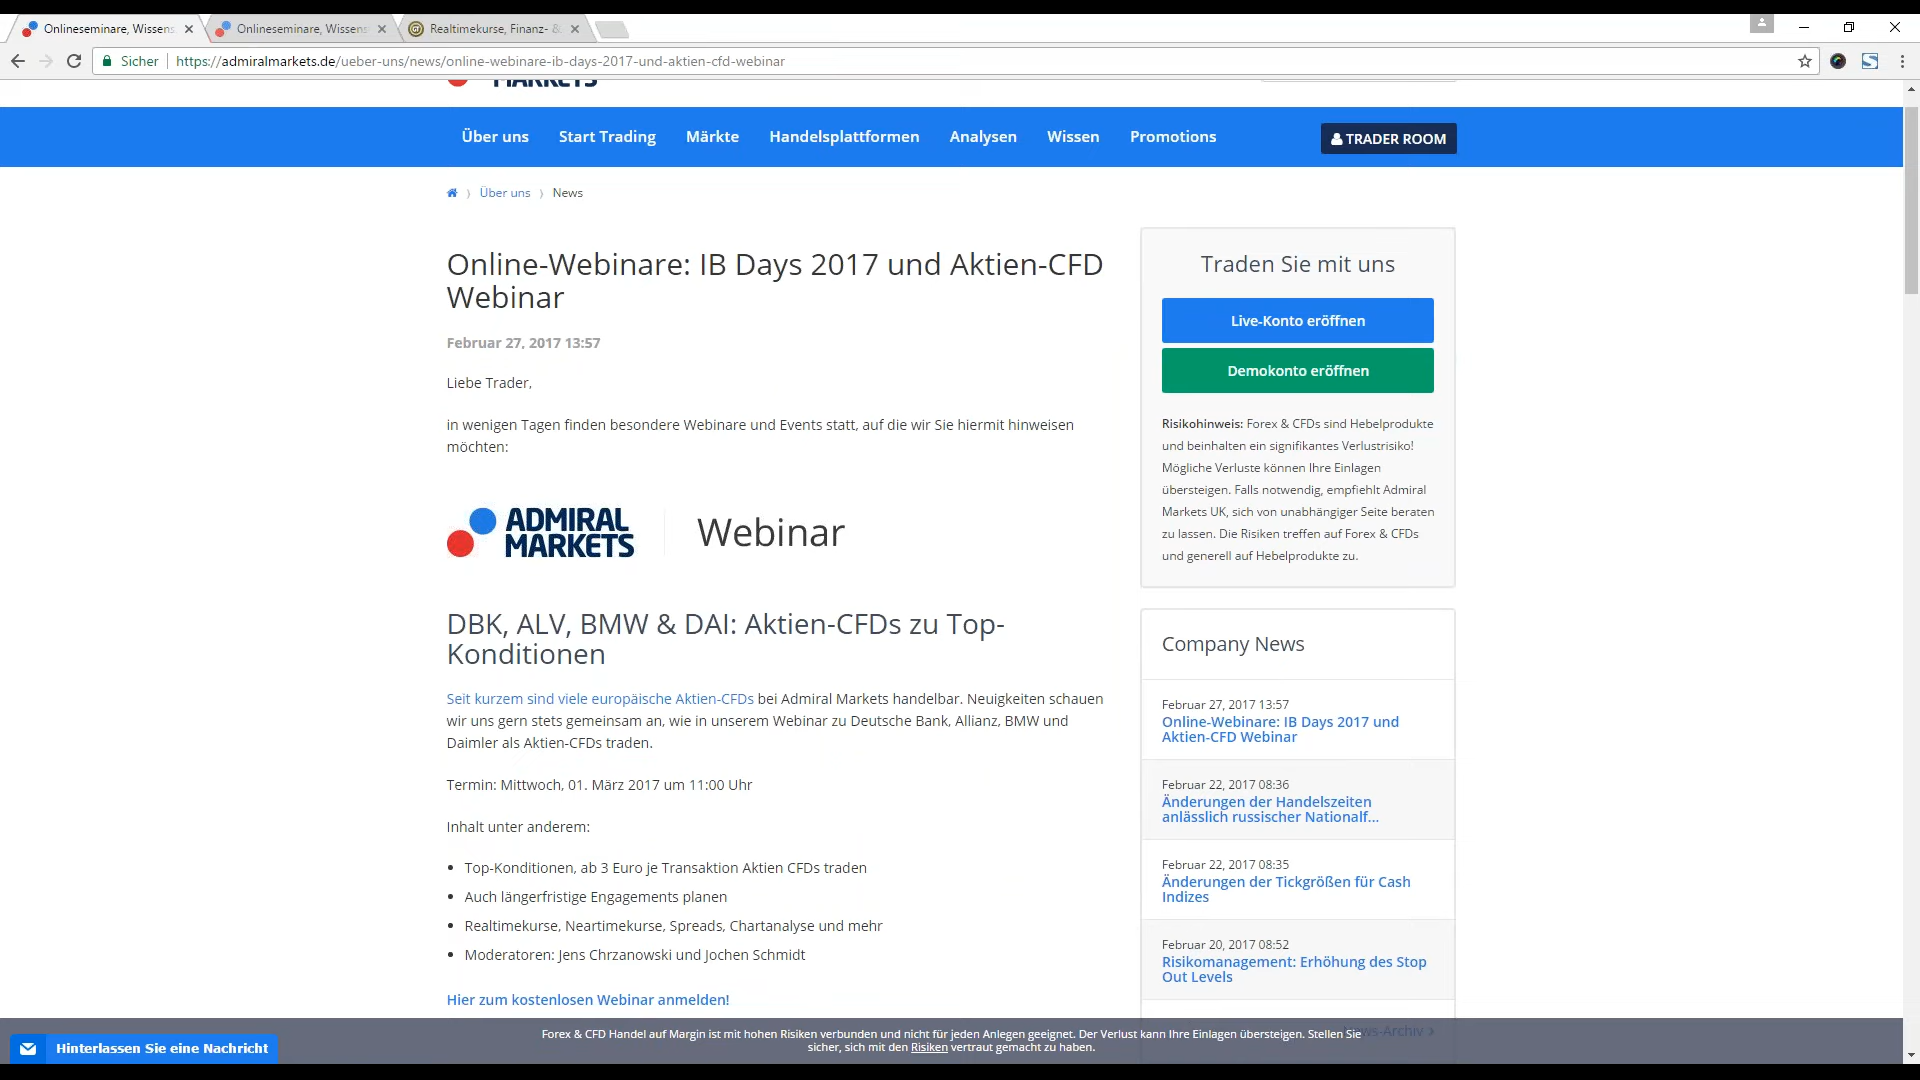 Onlineseminare, Wissens
Onlineseminare, Wissens
Realtimekurse, Finanz- &
Sicher
https://admiralmarkets.de/ueber-uns/news/online-webinare-ib-days-2017-und-aktien-cfd-webinar
MARKETS
Über uns
Start Trading
Märkte
Handelsplattformen
Analysen
Wissen
Promotions
TRADER ROOM
Über uns
News
Online-Webinare: IB Days 2017 und Aktien-CFD
Webinar
Februar 27, 2017 13:57
Liebe Trader,
in wenigen Tagen finden besondere Webinare und Events statt, auf die wir Sie hiermit hinweisen
möchten:
ADMIRAL
MARKETS
Webinar
DBK, ALV, BMW & DAI: Aktien-CFDs zu Top-
Konditionen
Seit kurzem sind viele europäische Aktien-CFDs bei Admiral Markets handelbar. Neuigkeiten schauen
wir uns gern stets gemeinsam an, wie in unserem Webinar zu Deutsche Bank, Allianz, BMW und
Daimler als Aktien-CFDs traden.
Termin: Mittwoch, 01. März 2017 um 11:00 Uhr
Inhalt unter anderem:
Top-Konditionen, ab 3 Euro je Transaktion Aktien CFDs traden
Auch längerfristige Engagements planen
Realtimekurse, Neartimekurse, Spreads, Chartanalyse und mehr
Moderatoren: Jens Chrzanowski und Jochen Schmidt
Hier zum kostenlosen Webinar anmelden!
Traden Sie mit uns
Live-Konto eröffnen
Demokonto eröffnen
Risikohinweis: Forex & CFDs sind Hebelprodukte
und beinhalten ein signifikantes Verlustrisiko!
Mögliche Verluste können Ihre Einlagen
übersteigen. Falls notwendig, empfiehlt Admiral
Markets UK, sich von unabhängiger Seite beraten
zu lassen. Die Risiken treffen auf Forex & CFDs
und generell auf Hebelprodukte zu.
Company News
Februar 27, 2017 13:57
Online-Webinare: IB Days 2017 und
Aktien-CFD Webinar
Februar 22, 2017 08:36
Änderungen der Handelszeiten
anlässlich russischer Nationalf...
Februar 22, 2017 08:35
Änderungen der Tickgrößen für Cash
Indizes
Februar 20, 2017 08:52
Risikomanagement: Erhöhung des Stop
Out Levels
News-Archiv
Forex & CFD Handel auf Margin ist mit hohen Risiken verbunden und nicht für jeden Anlegen geeignet. Der Verlust kann Ihre Einlagen übersteigen. Stellen Sie
sicher, sich mit den Risiken vertraut gemacht zu haben.
Hinterlassen Sie eine Nachricht